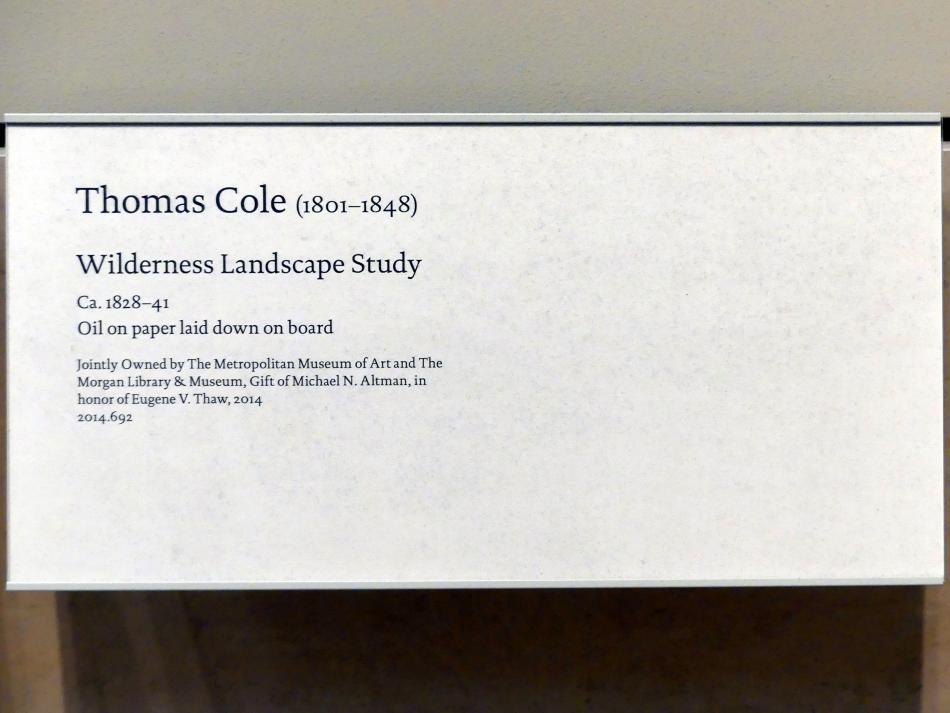 Thomas Cole (1801–1848)
Wilderness Landscape Study
Ca. 1828–41
Oil on paper laid down on board
Jointly Owned by The Metropolitan Museum of Art and The
Morgan Library & Museum, Gift of Michael N. Altman, in
honor of Eugene V. Thaw, 2014
2014.692